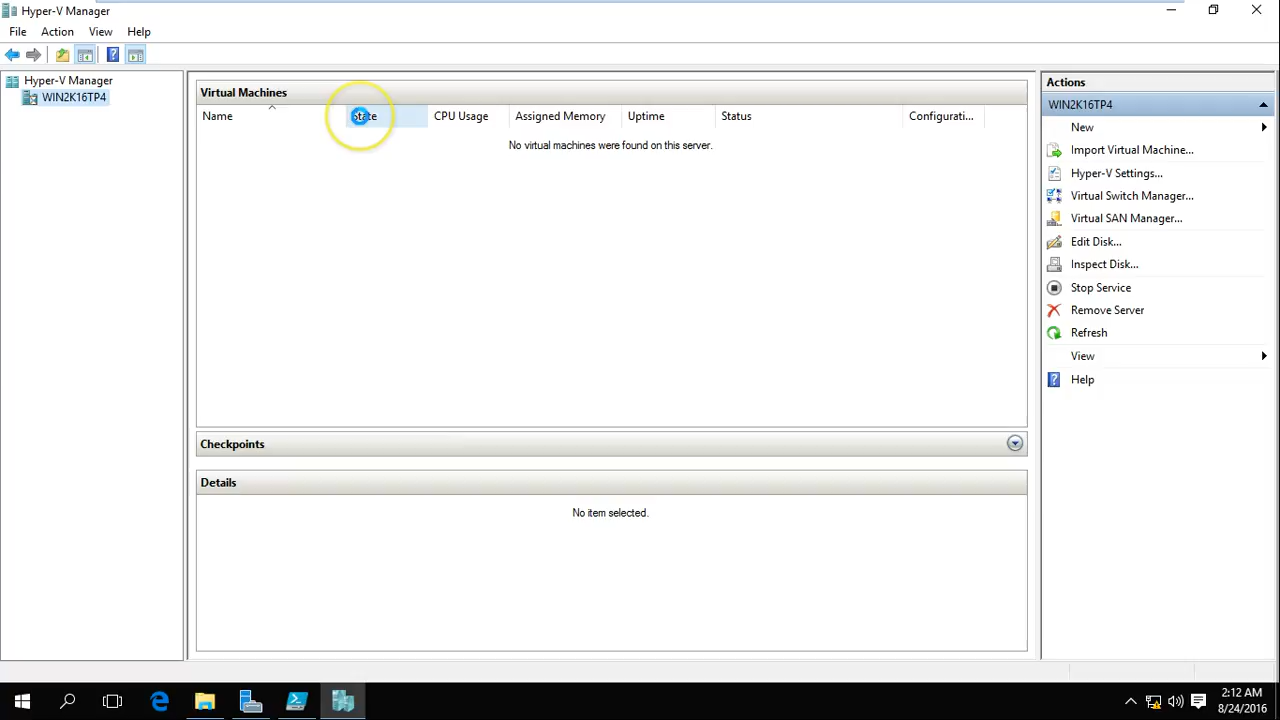 Hyper-V Manager
File Action View Help
Hyper-V Manager
WIN2K16TP4
Virtual Machines
Name State CPU Usage Assigned Memory Uptime Status Configurati...
No virtual machines were found on this server.
Checkpoints
Details
No item selected.
Actions
WIN2K16TP4
New
Import Virtual Machine...
Hyper-V Settings...
Virtual Switch Manager...
Virtual SAN Manager...
Edit Disk...
Inspect Disk...
Stop Service
Remove Server
Refresh
View
Help
2:12 AM
8/24/2016